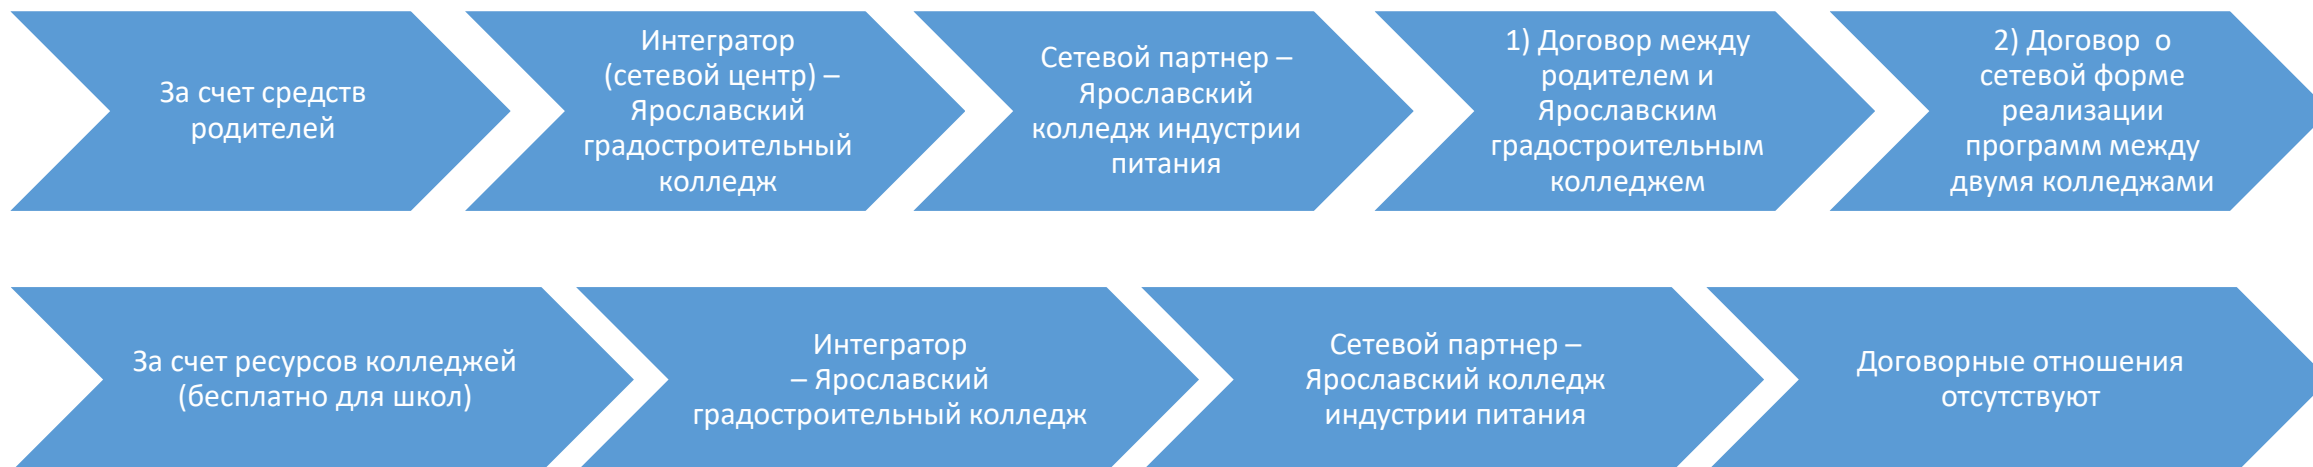 За счет средств
родителей
Интегратор
(сетевой центр) –
Ярославский
градостроительный
колледж
Сетевой партнер –
Ярославский
колледж индустрии
питания
1) Договор между
родителем и
Ярославским
градостроительным
колледжем
2) Договор  о
сетевой форме
реализации
программ между
двумя колледжами
За счет ресурсов колледжей
(бесплатно для школ)
Интегратор
– Ярославский
градостроительный колледж
Сетевой партнер –
Ярославский колледж
индустрии питания
Договорные отношения
отсутствуют